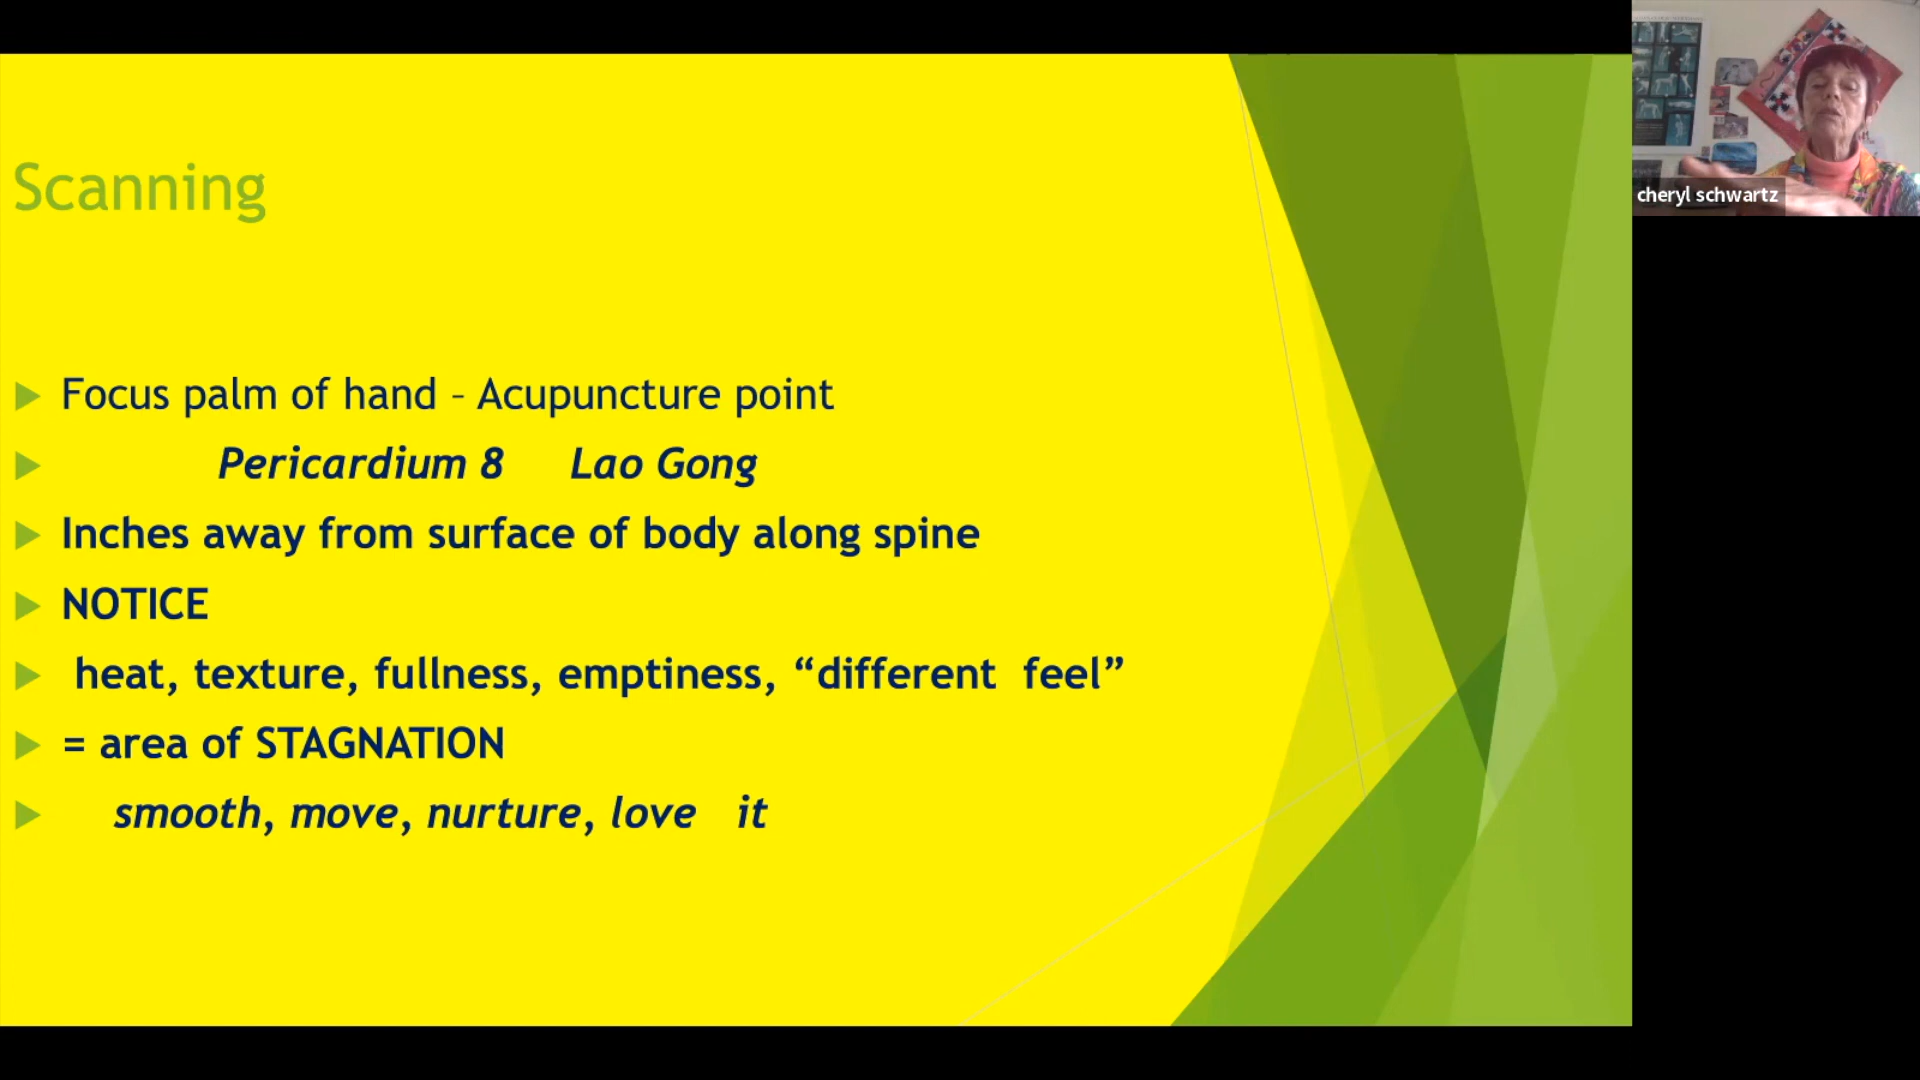 Scanning
Focus palm of hand – Acupuncture point
Pericardium 8 Lao Gong
Inches away from surface of body along spine
NOTICE
heat, texture, fullness, emptiness, “different feel”
= area of STAGNATION
smooth, move, nurture, love it
cheryl schwartz